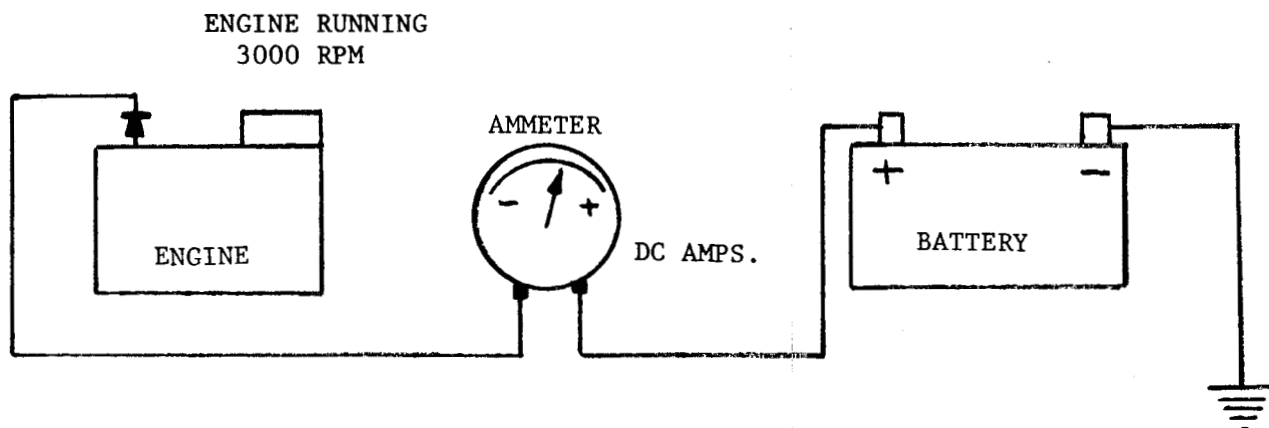 ENGINE RUNNING
3000 RPM
AMMETER
- +
DC AMPS.
ENGINE
+ -
BATTERY